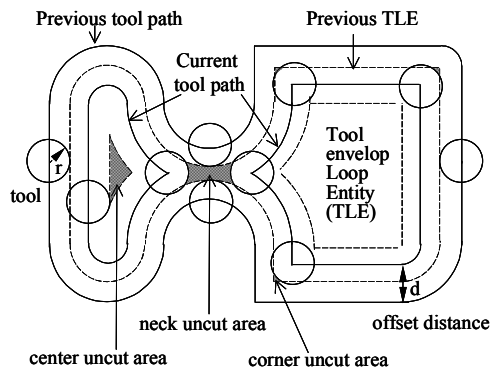 Previous tool path
Previous TLE
Current
tool path
r
tool
Tool
envelop
Loop
Entity
(TLE)
d
neck uncut area
offset distance
center uncut area
corner uncut area